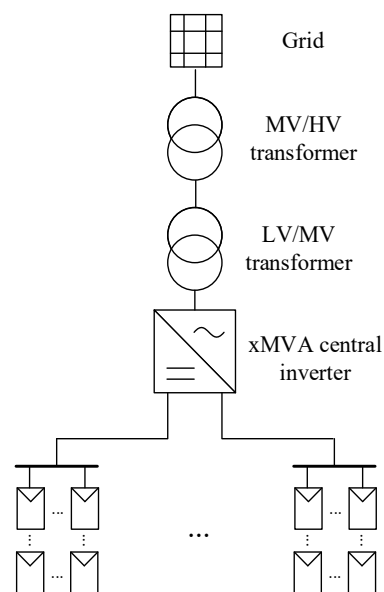 Grid
MV/HV
transformer
LV/MV
transformer
xMVA central
inverter
... ...
...
... ...